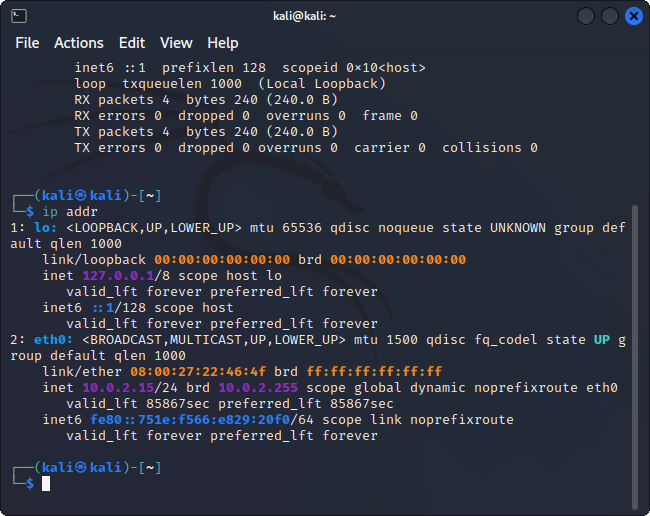 kali@kali: ~
File Actions Edit View Help
inet6 ::1 prefixlen 128 scopeid 0×10<host>
loop txqueuelen 1000 (Local Loopback)
RX packets 4 bytes 240 (240.0 B)
RX errors 0 dropped 0 overruns 0 frame 0
TX packets 4 bytes 240 (240.0 B)
TX errors 0 dropped 0 overruns 0 carrier 0 collisions 0
┌──(kali㉿kali)-[~]
└─$ ip addr
1: lo: <LOOPBACK,UP,LOWER_UP> mtu 65536 qdisc noqueue state UNKNOWN group def
ault qlen 1000
link/loopback 00:00:00:00:00:00 brd 00:00:00:00:00:00
inet 127.0.0.1/8 scope host lo
valid_lft forever preferred_lft forever
inet6 ::1/128 scope host
valid_lft forever preferred_lft forever
2: eth0: <BROADCAST,MULTICAST,UP,LOWER_UP> mtu 1500 qdisc fq_codel state UP g
roup default qlen 1000
link/ether 08:00:27:22:46:4f brd ff:ff:ff:ff:ff:ff
inet 10.0.2.15/24 brd 10.0.2.255 scope global dynamic noprefixroute eth0
valid_lft 85867sec preferred_lft 85867sec
inet6 fe80::751e:f566:e829:20f0/64 scope link noprefixroute
valid_lft forever preferred_lft forever
┌──(kali㉿kali)-[~]
└─$